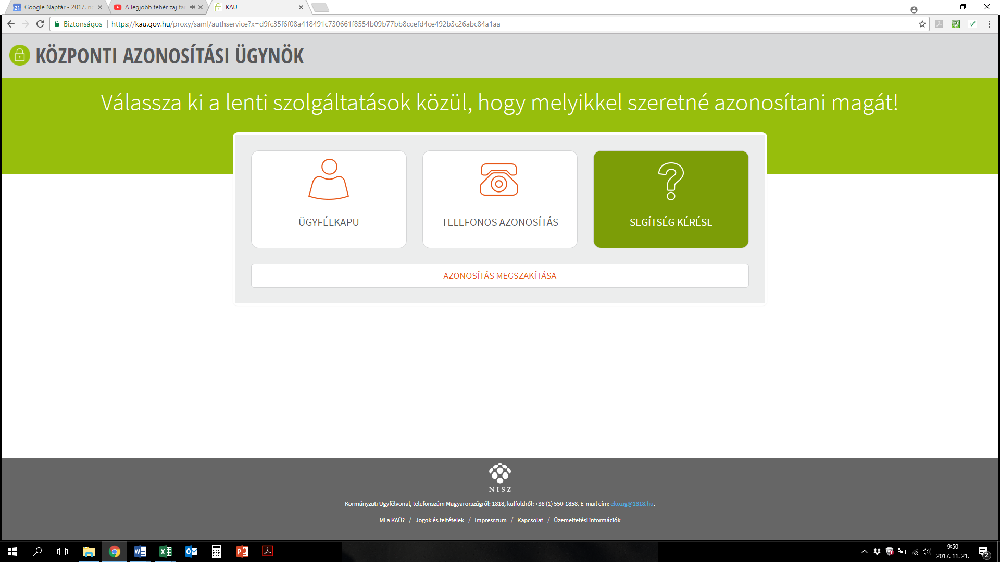 21 Google Naptár - 2017. n
A legjobb fehér zaj
KAÜ
Biztonságos
https://kau.gov.hu/proxy/saml/authservice?x=d9fc35f6f08a418491c730661f8554b09b77bb8ccefd4ce492b3c26abc84a1aa
KÖZPONTI AZONOSÍTÁSI ÜGYNÖK
Válassza ki a lenti szolgáltatások közül, hogy melyikkel szeretné azonosítani magát!
ÜGYFÉLKAPU
TELEFONOS AZONOSÍTÁS
SEGÍTSÉG KÉRÉSE
AZONOSÍTÁS MEGSZAKÍTÁSA
NISZ
Kormányzati Ügyfélvonal, telefonszám Magyarországról: 1818, külföldről: +36 (1) 550-1858. E-mail cím: ekozig@1818.hu.
Mi a KAÜ? / Jogok és feltételek / Impresszum / Kapcsolat / Üzemeltetési információk
9:50
2017. 11. 21.
2